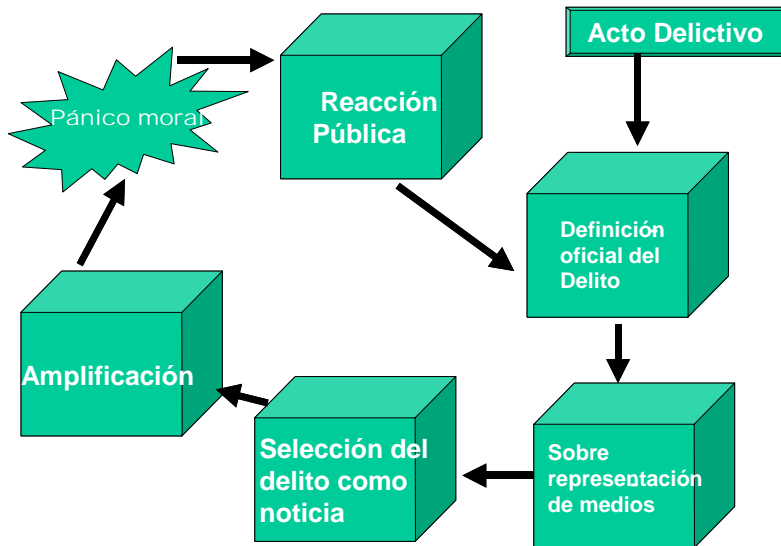 Acto Delictivo
Pánico moral
Reacción
Pública
Definición
oficial del
Delito
Amplificación
Selección del
delito como
noticia
Sobre
representación
de medios